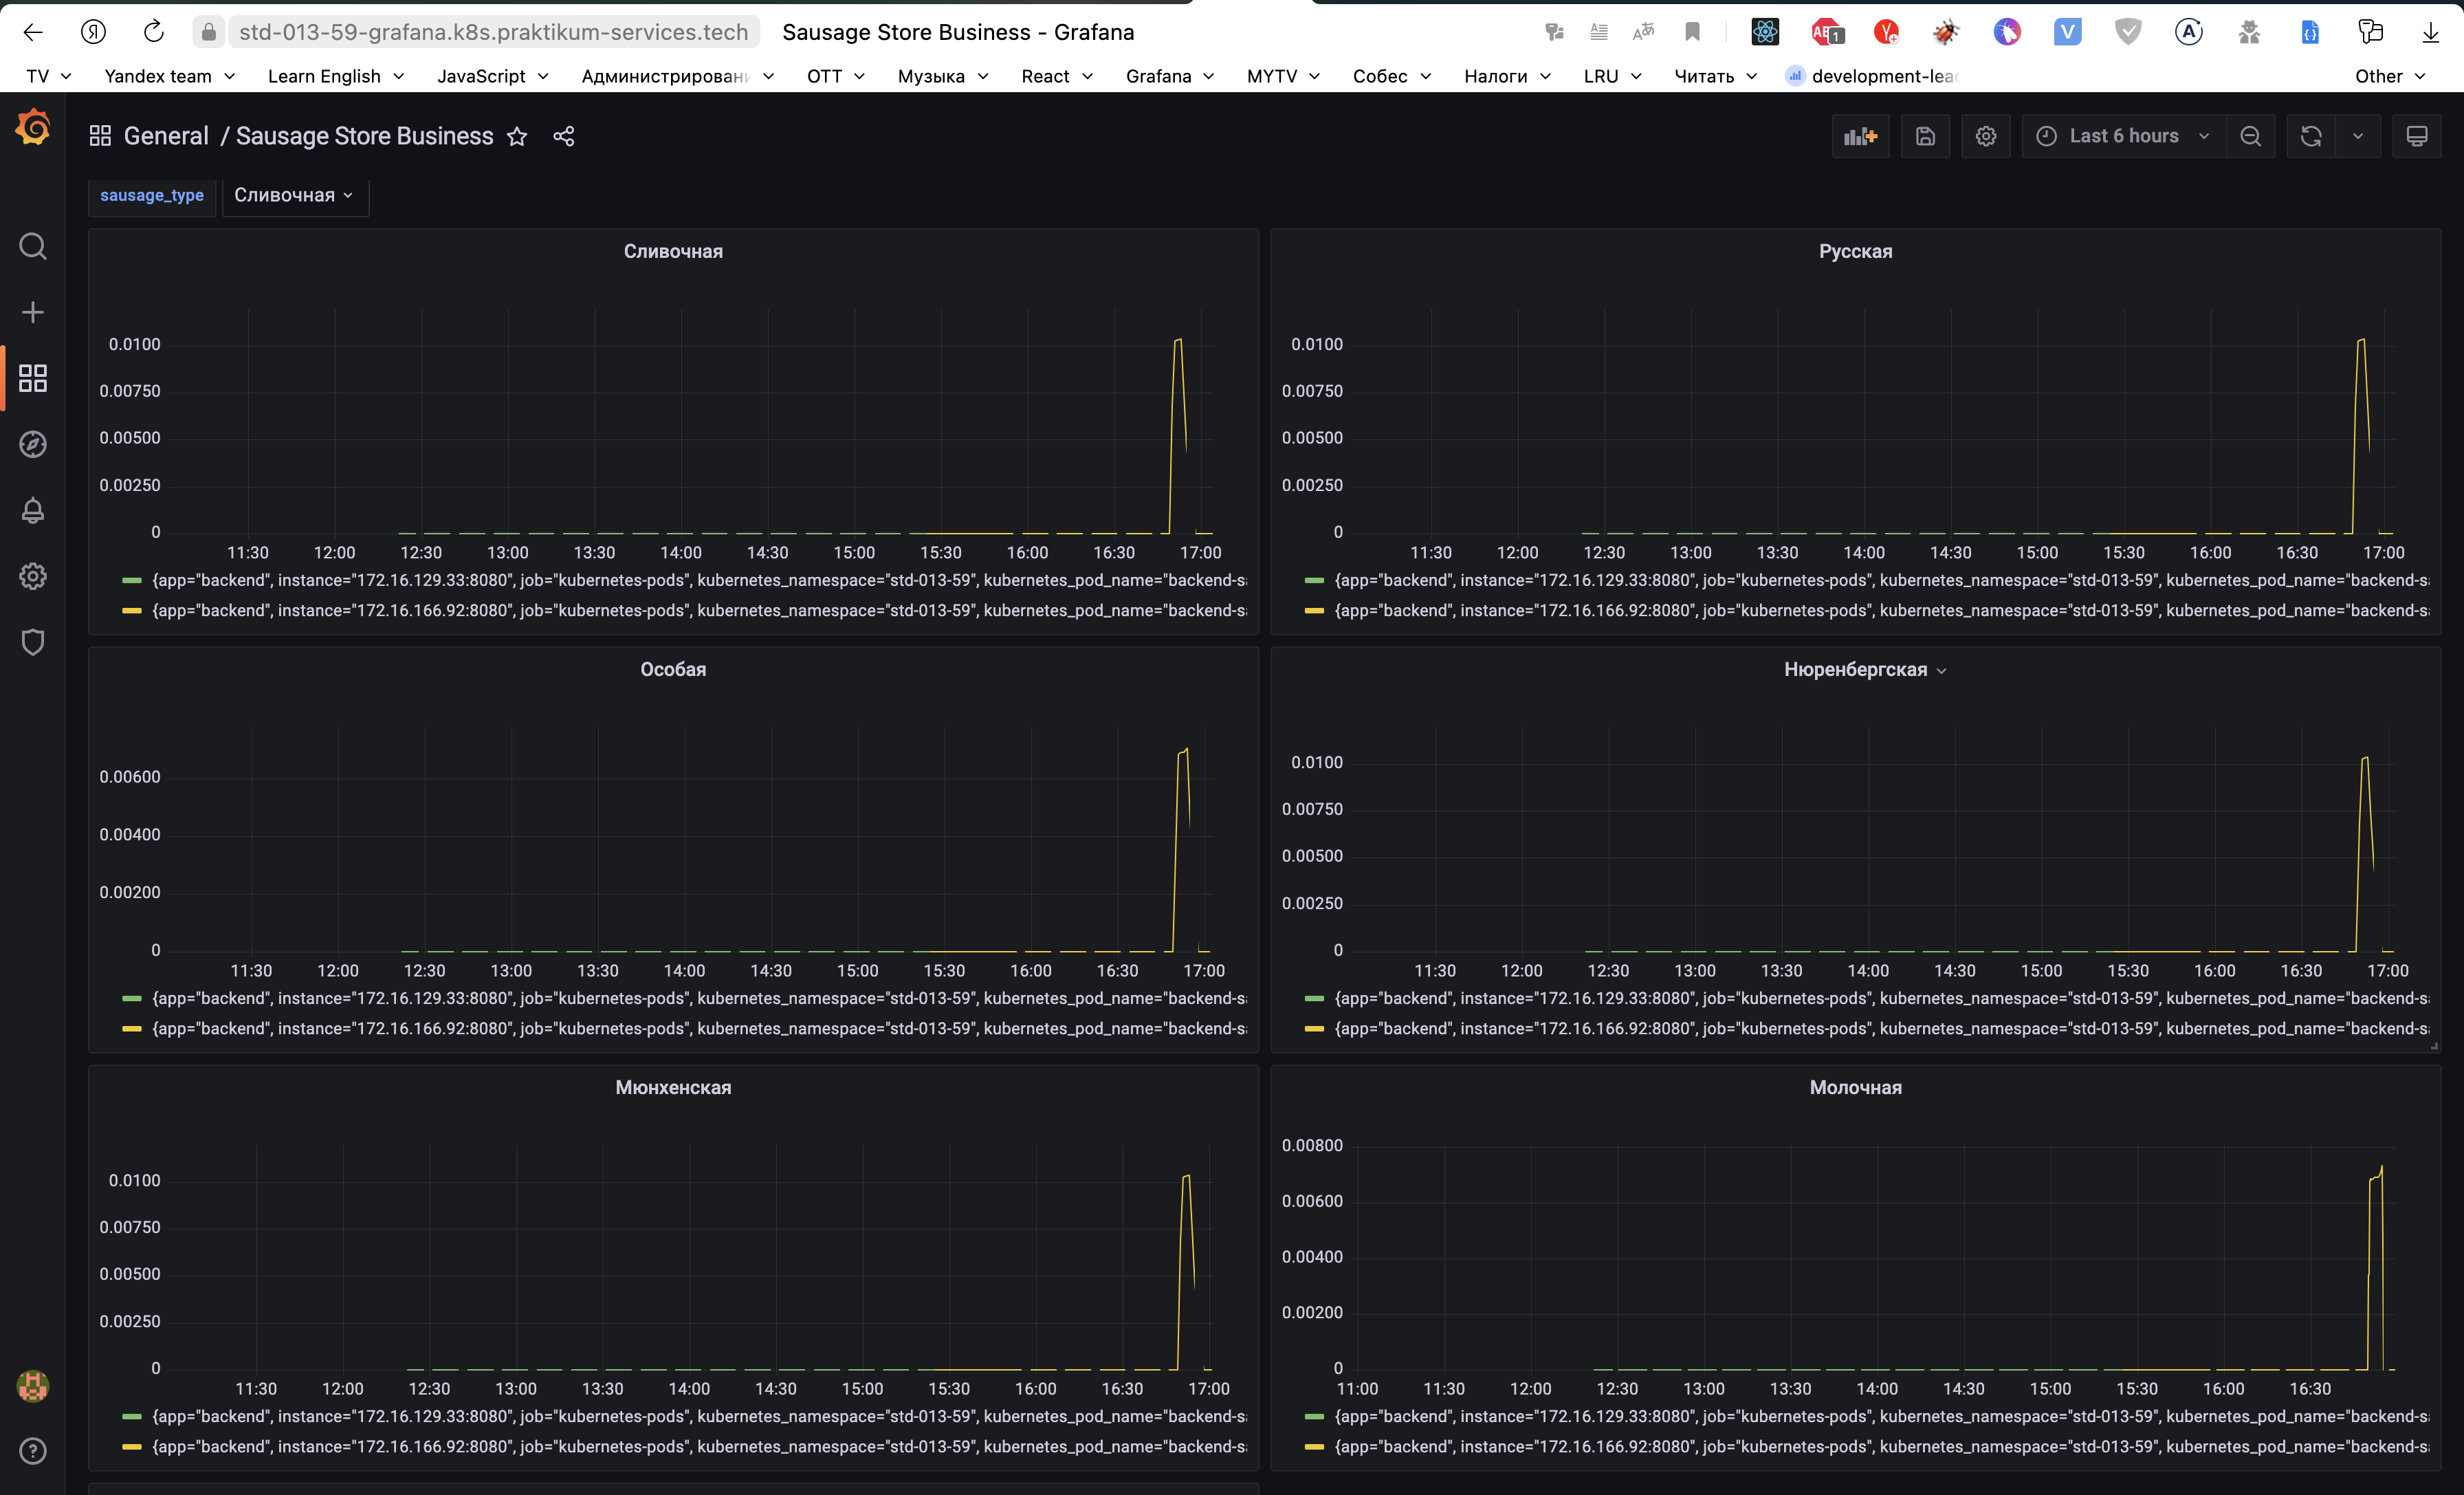 std-013-59-grafana.k8s.praktikum-services.tech Sausage Store Business - Grafana
TV Yandex team Learn English JavaScript Администрировани OTT Музыка React Grafana MYTV Собес Налоги LRU Читать development-lea Other
General / Sausage Store Business Last 6 hours
sausage_type Сливочная
Сливочная
0.0100
0.00750
0.00500
0.00250
0
11:30 12:00 12:30 13:00 13:30 14:00 14:30 15:00 15:30 16:00 16:30 17:00
{app="backend", instance="172.16.129.33:8080", job="kubernetes-pods", kubernetes_namespace="std-013-59", kubernetes_pod_name="backend-sa
{app="backend", instance="172.16.166.92:8080", job="kubernetes-pods", kubernetes_namespace="std-013-59", kubernetes_pod_name="backend-sa
Русская
0.0100
0.00750
0.00500
0.00250
0
11:30 12:00 12:30 13:00 13:30 14:00 14:30 15:00 15:30 16:00 16:30 17:00
{app="backend", instance="172.16.129.33:8080", job="kubernetes-pods", kubernetes_namespace="std-013-59", kubernetes_pod_name="backend-sa
{app="backend", instance="172.16.166.92:8080", job="kubernetes-pods", kubernetes_namespace="std-013-59", kubernetes_pod_name="backend-sa
Особая
0.00600
0.00400
0.00200
0
11:30 12:00 12:30 13:00 13:30 14:00 14:30 15:00 15:30 16:00 16:30 17:00
{app="backend", instance="172.16.129.33:8080", job="kubernetes-pods", kubernetes_namespace="std-013-59", kubernetes_pod_name="backend-sa
{app="backend", instance="172.16.166.92:8080", job="kubernetes-pods", kubernetes_namespace="std-013-59", kubernetes_pod_name="backend-sa
Нюренбергская
0.0100
0.00750
0.00500
0.00250
0
11:30 12:00 12:30 13:00 13:30 14:00 14:30 15:00 15:30 16:00 16:30 17:00
{app="backend", instance="172.16.129.33:8080", job="kubernetes-pods", kubernetes_namespace="std-013-59", kubernetes_pod_name="backend-sa
{app="backend", instance="172.16.166.92:8080", job="kubernetes-pods", kubernetes_namespace="std-013-59", kubernetes_pod_name="backend-sa
Мюнхенская
0.0100
0.00750
0.00500
0.00250
0
11:30 12:00 12:30 13:00 13:30 14:00 14:30 15:00 15:30 16:00 16:30 17:00
{app="backend", instance="172.16.129.33:8080", job="kubernetes-pods", kubernetes_namespace="std-013-59", kubernetes_pod_name="backend-sa
{app="backend", instance="172.16.166.92:8080", job="kubernetes-pods", kubernetes_namespace="std-013-59", kubernetes_pod_name="backend-sa
Молочная
0.00800
0.00600
0.00400
0.00200
0
11:00 11:30 12:00 12:30 13:00 13:30 14:00 14:30 15:00 15:30 16:00 16:30
{app="backend", instance="172.16.129.33:8080", job="kubernetes-pods", kubernetes_namespace="std-013-59", kubernetes_pod_name="backend-sa
{app="backend", instance="172.16.166.92:8080", job="kubernetes-pods", kubernetes_namespace="std-013-59", kubernetes_pod_name="backend-sa